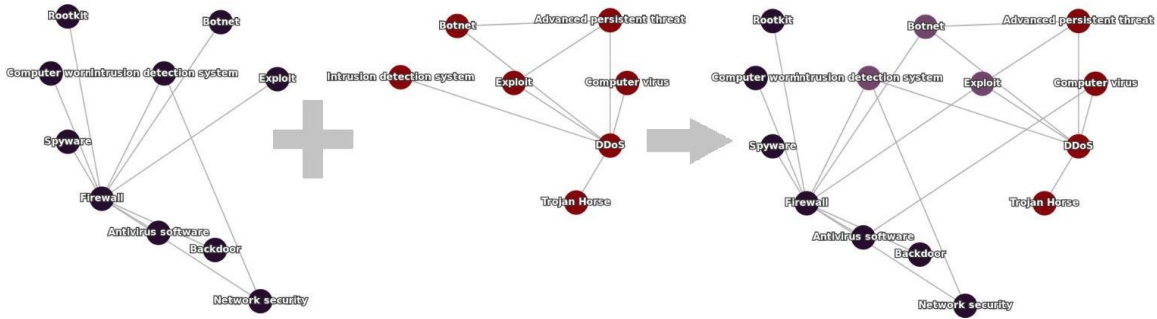 Rootkit
Botnet
Computer worm
Intrusion detection system
Exploit
Spyware
Firewall
Antivirus software
Backdoor
Network security
Botnet
Advanced persistent threat
Intrusion detection system
Exploit
Computer virus
DDoS
Trojan Horse
Rootkit
Botnet
Advanced persistent threat
Computer worm
Intrusion detection system
Exploit
Computer virus
Spyware
DDoS
Firewall
Trojan Horse
Antivirus software
Backdoor
Network security